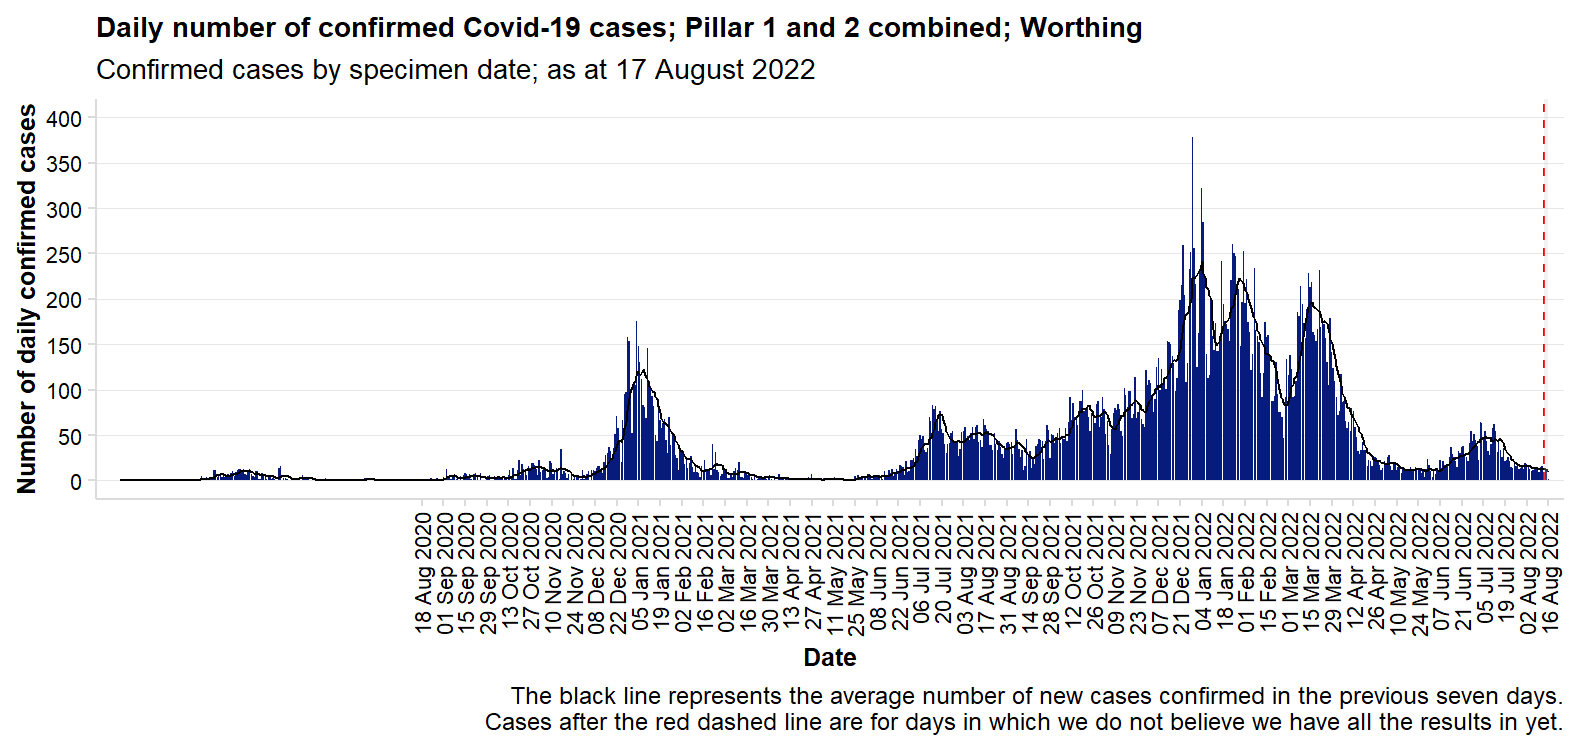 Daily number of confirmed Covid-19 cases; Pillar 1 and 2 combined; Worthing
Confirmed cases by specimen date; as at 17 August 2022
Number of daily confirmed cases
400
350
300
250
200
150
100
50
0
18 Aug 2020
01 Sep 2020
15 Sep 2020
29 Sep 2020
13 Oct 2020
27 Oct 2020
10 Nov 2020
24 Nov 2020
08 Dec 2020
22 Dec 2020
05 Jan 2021
19 Jan 2021
02 Feb 2021
16 Feb 2021
02 Mar 2021
16 Mar 2021
30 Mar 2021
13 Apr 2021
27 Apr 2021
11 May 2021
25 May 2021
08 Jun 2021
22 Jun 2021
06 Jul 2021
20 Jul 2021
03 Aug 2021
17 Aug 2021
31 Aug 2021
14 Sep 2021
28 Sep 2021
12 Oct 2021
26 Oct 2021
09 Nov 2021
23 Nov 2021
07 Dec 2021
21 Dec 2021
04 Jan 2022
18 Jan 2022
01 Feb 2022
15 Feb 2022
01 Mar 2022
15 Mar 2022
29 Mar 2022
12 Apr 2022
26 Apr 2022
10 May 2022
24 May 2022
07 Jun 2022
21 Jun 2022
05 Jul 2022
19 Jul 2022
02 Aug 2022
16 Aug 2022
Date
The black line represents the average number of new cases confirmed in the previous seven days.
Cases after the red dashed line are for days in which we do not believe we have all the results in yet.